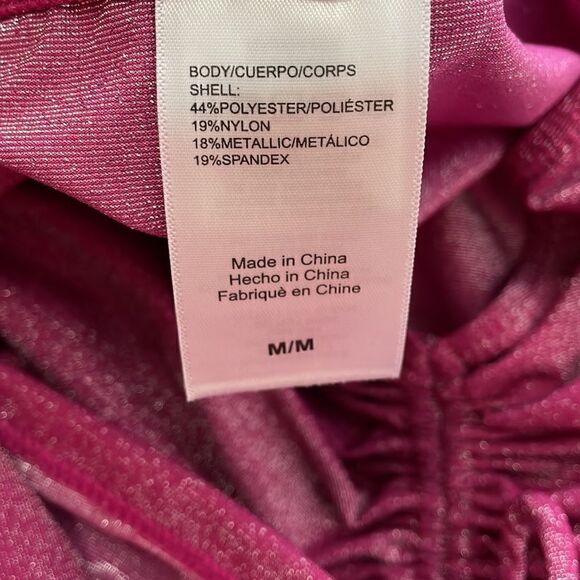 BODY/CUERPO/CORPS
SHELL:
44%POLYESTER/POLIÉSTER
19%NYLON
18%METALLIC/METÁLICO
19%SPANDEX
Made in China
Hecho in China
Fabriquè en Chine
M/M